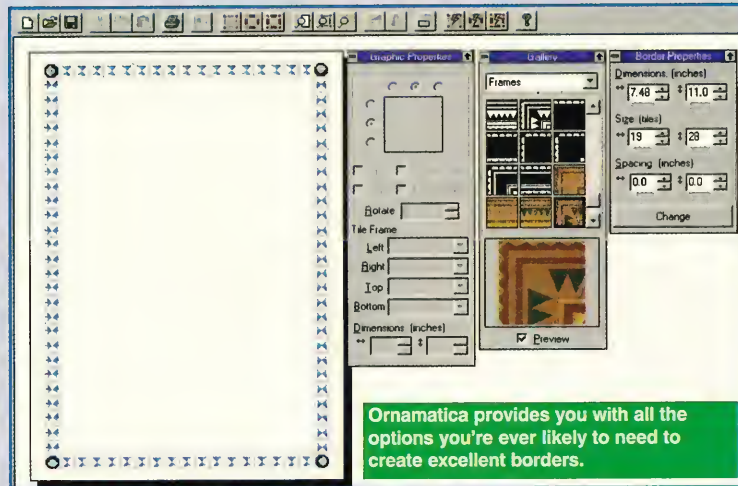 Graphic Properties
Rotate
Tile Frame
Left
Right
Top
Bottom
Dimensions (inches)
Gallery
Frames
Preview
Border Properties
Dimensions (inches)
7.48 11.0
Size (tiles)
19 28
Spacing (inches)
0.0 0.0
Change
Ornamatica provides you with all the
options you're ever likely to need to
create excellent borders.